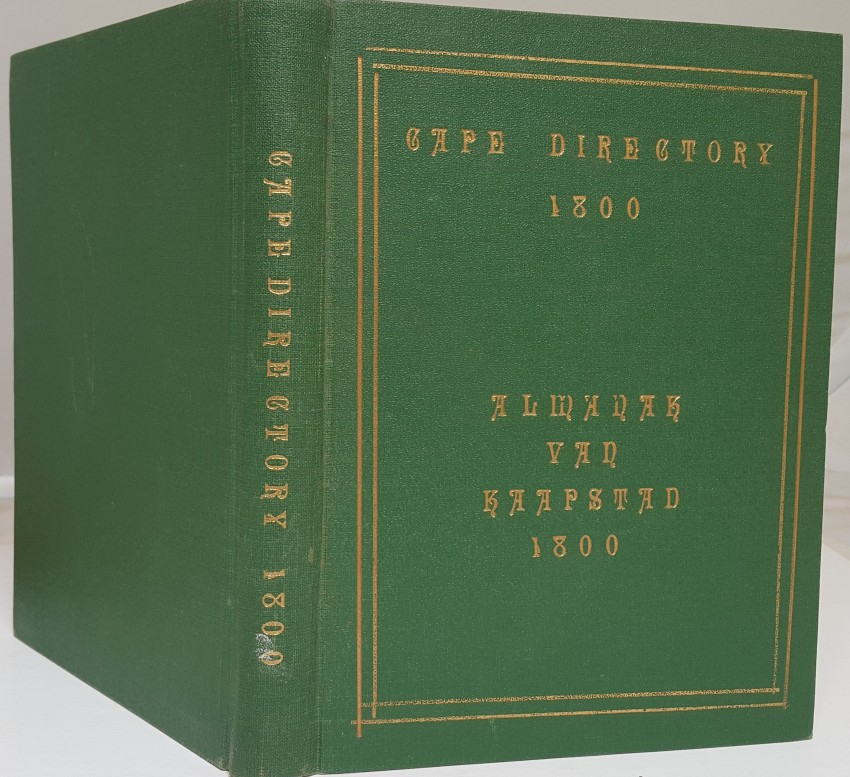 CAPE DIRECTORY 1800
CAPE DIRECTORY
1800
ALMANAK
VAN
KAAPSTAD
1800